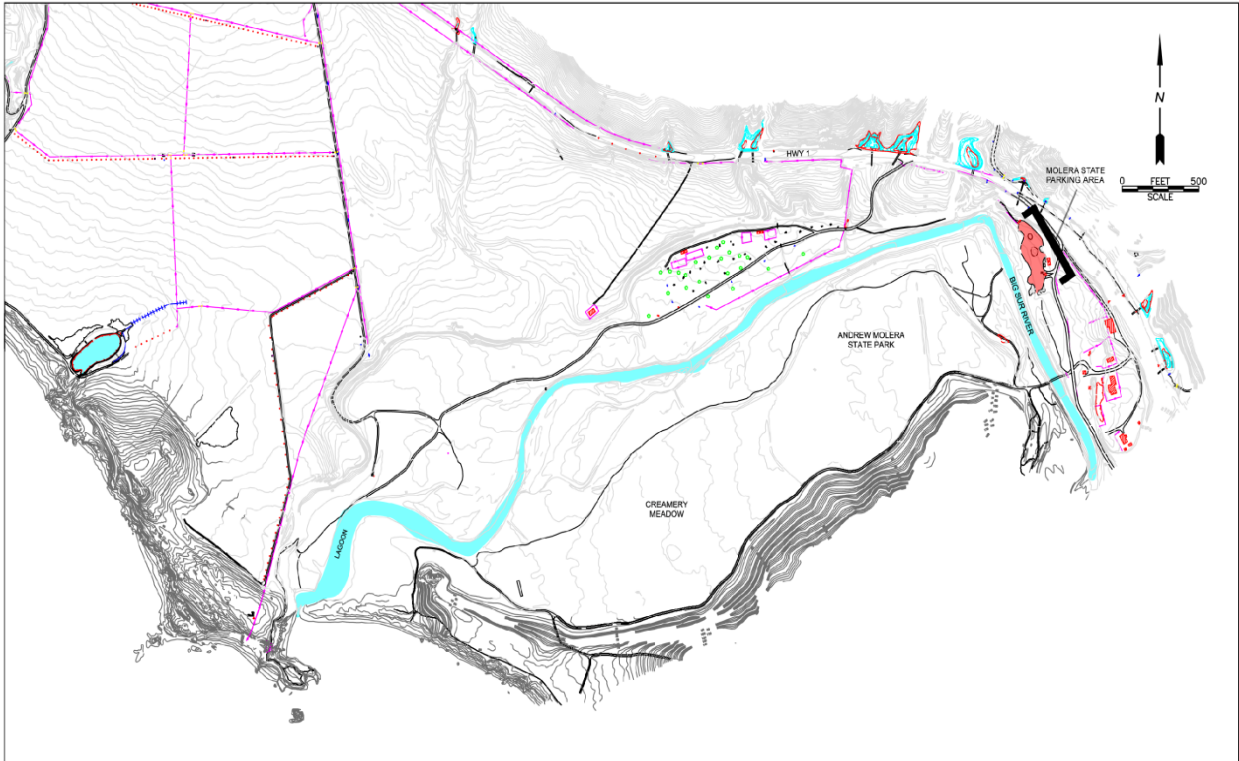 N
HWY 1
MOLERA STATE
PARKING AREA
0 FEET 500
SCALE
BIG SUR RIVER
ANDREW MOLERA
STATE PARK
CREAMERY
MEADOW
LAGOON